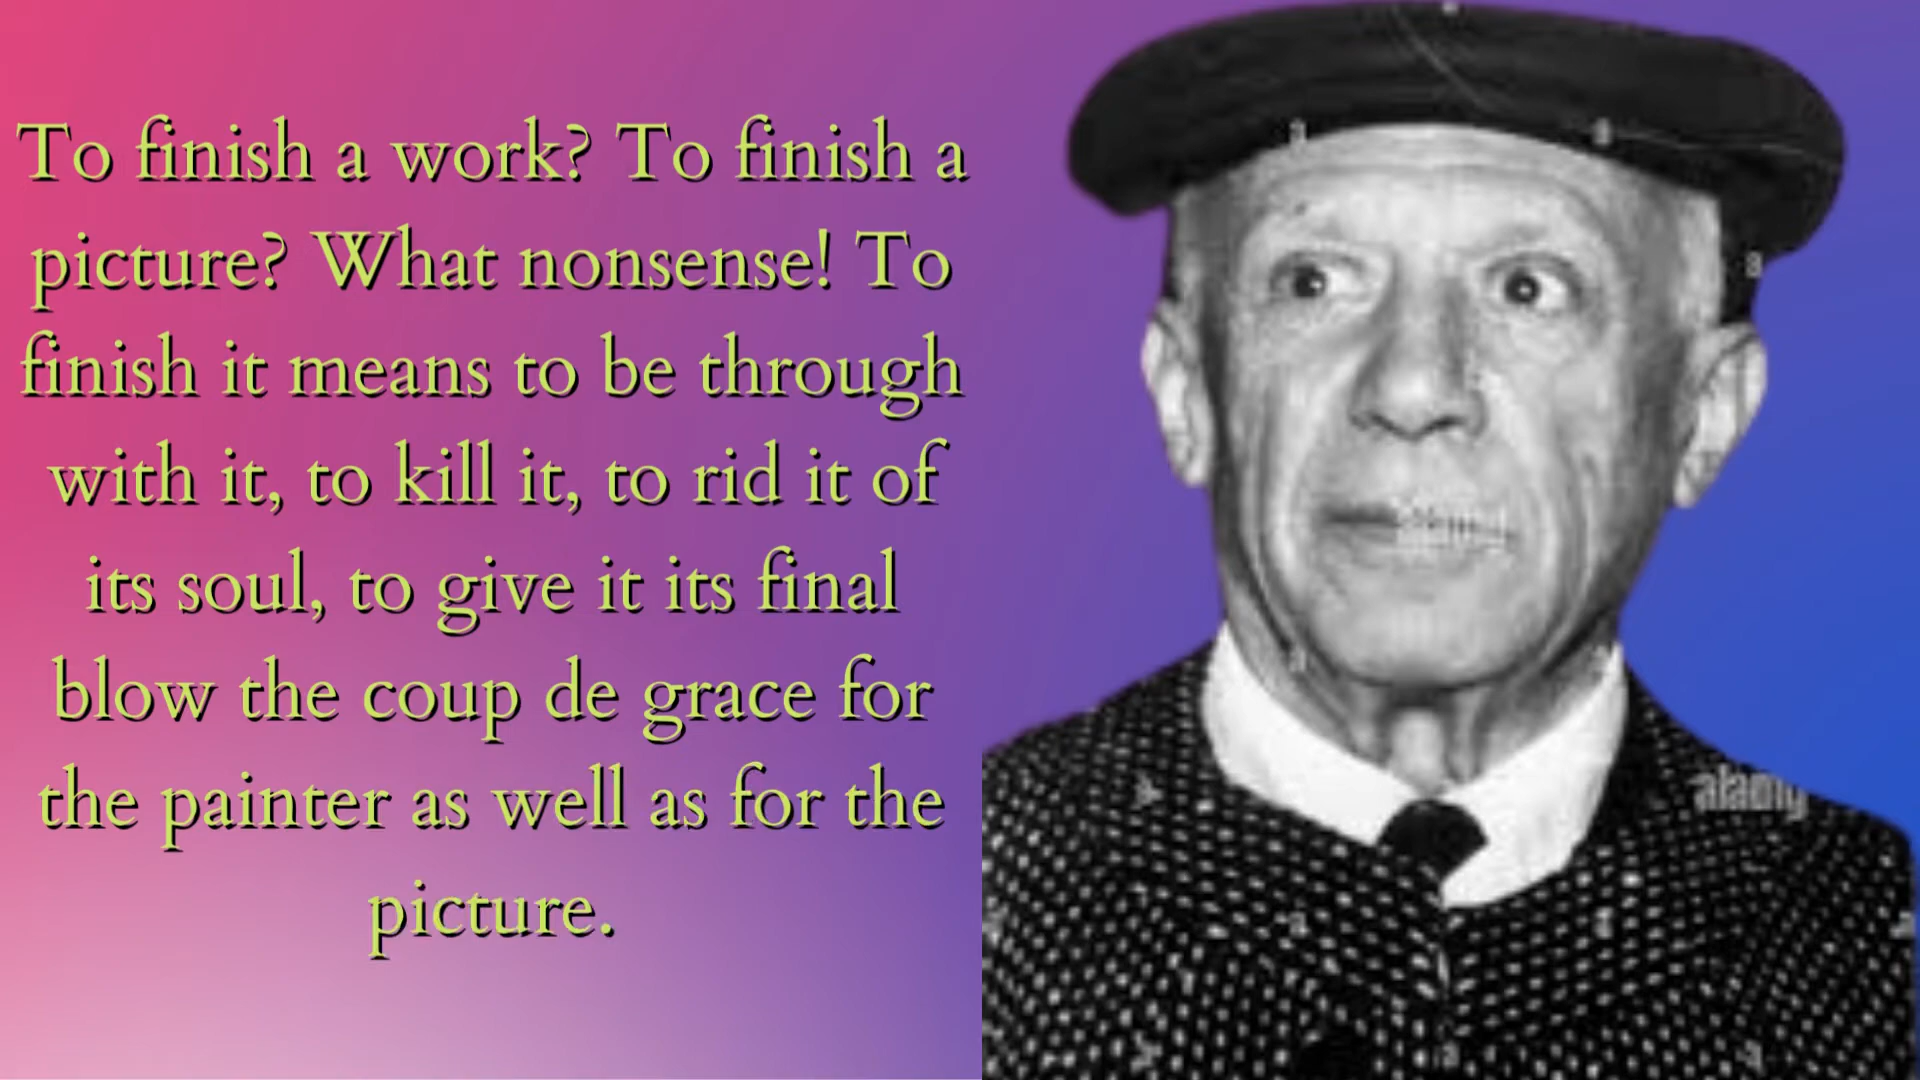 To finish a work? To finish a
picture? What nonsense! To
finish it means to be through
with it, to kill it, to rid it of
its soul, to give it its final
blow the coup de grace for
the painter as well as for the
picture.
alamy